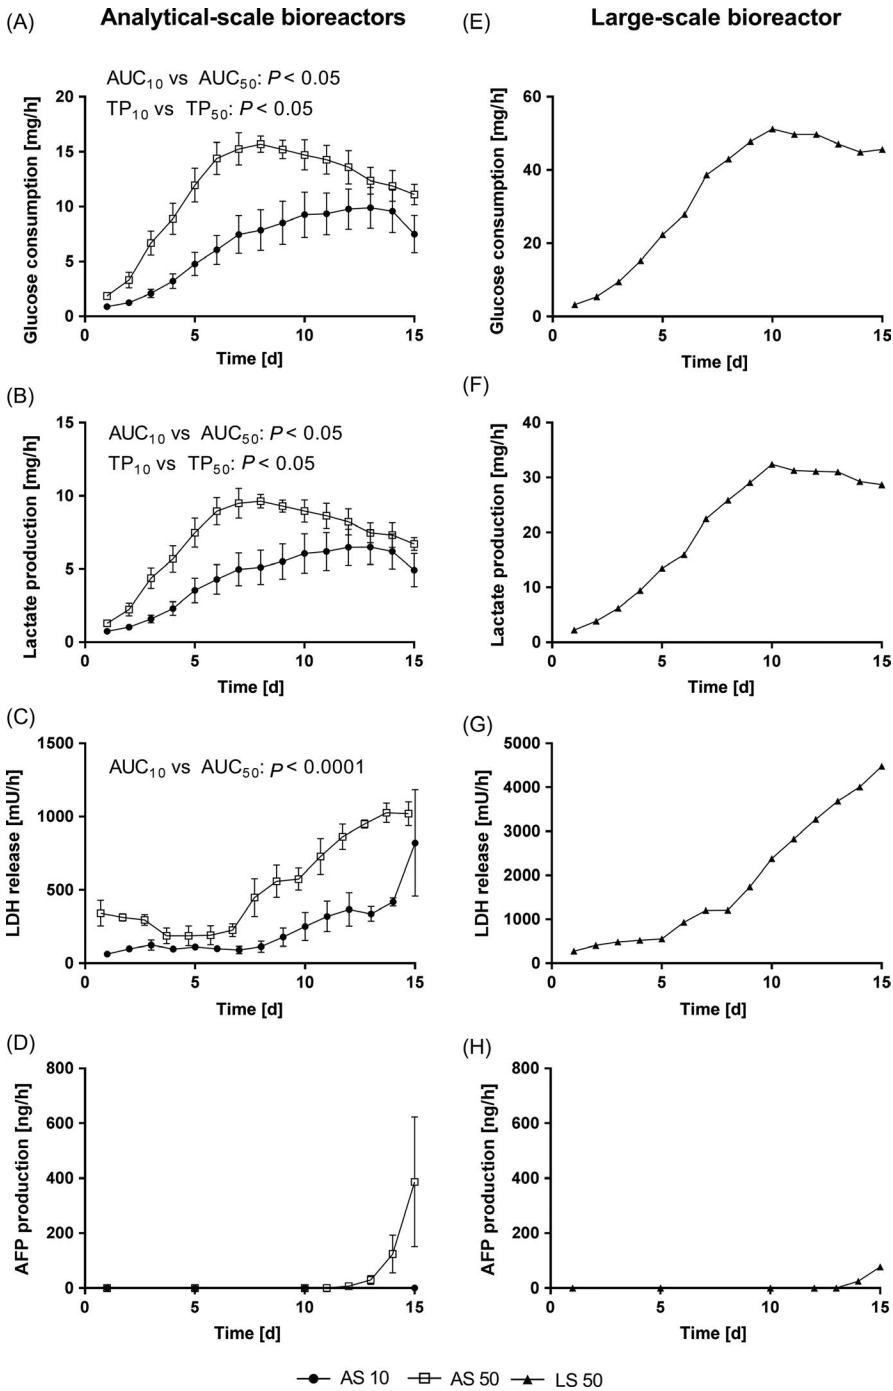 Analytical-scale bioreactors
Large-scale bioreactor
(A)
AUC10 vs AUC50: P < 0.05
TP10 vs TP50: P < 0.05
Glucose consumption [mg/h]
20
15
10
5
0
0 5 10 15
Time [d]
(E)
Glucose consumption [mg/h]
60
40
20
0
0 5 10 15
Time [d]
(B)
AUC10 vs AUC50: P < 0.05
TP10 vs TP50: P < 0.05
Lactate production [mg/h]
15
10
5
0
0 5 10 15
Time [d]
(F)
Lactate production [mg/h]
40
30
20
10
0
0 5 10 15
Time [d]
(C)
AUC10 vs AUC50: P < 0.0001
LDH release [mU/h]
1500
1000
500
0
0 5 10 15
Time [d]
(G)
LDH release [mU/h]
5000
4000
3000
2000
1000
0
0 5 10 15
Time [d]
(D)
AFP production [ng/h]
800
600
400
200
0
0 5 10 15
Time [d]
(H)
AFP production [ng/h]
800
600
400
200
0
0 5 10 15
Time [d]
AS 10 AS 50 LS 50